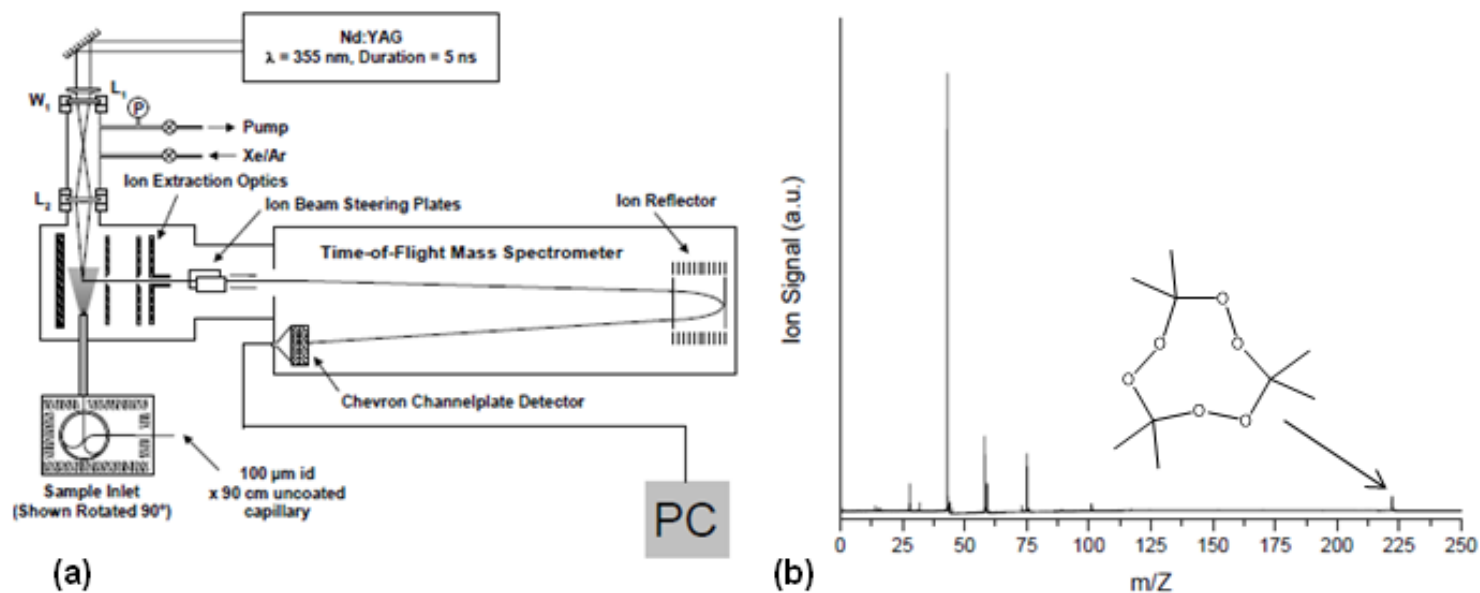 Nd:YAG
λ = 355 nm, Duration = 5 ns
W1
L1
P
Pump
Xe/Ar
Ion Extraction Optics
L2
Ion Beam Steering Plates
Ion Reflector
Time-of-Flight Mass Spectrometer
Chevron Channelplate Detector
100 µm id
x 90 cm uncoated
capillary
Sample Inlet
(Shown Rotated 90°)
PC
(a)
Ion Signal (a.u.)
O
O
O
O
O
O
0 25 50 75 100 125 150 175 200 225 250
m/Z
(b)